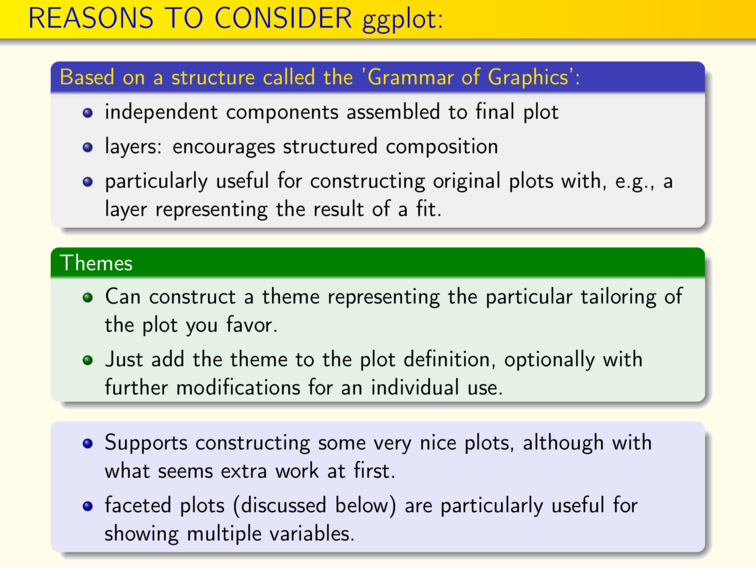 REASONS TO CONSIDER ggplot:
Based on a structure called the 'Grammar of Graphics':
independent components assembled to final plot
layers: encourages structured composition
particularly useful for constructing original plots with, e.g., a
layer representing the result of a fit.
Themes
Can construct a theme representing the particular tailoring of
the plot you favor.
Just add the theme to the plot definition, optionally with
further modifications for an individual use.
Supports constructing some very nice plots, although with
what seems extra work at first.
faceted plots (discussed below) are particularly useful for
showing multiple variables.